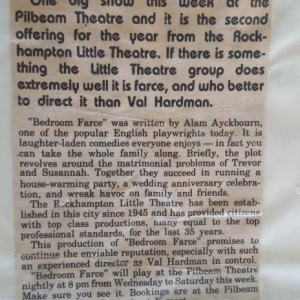 One big show this week at the
Pilbeam Theatre and it is the second
offering for the year from the Rock-
hampton Little Theatre. If there is some-
thing the Little Theatre group does
extremely well it is farce, and who better
to direct it than Val Hardman.
"Bedroom Farce" was written by Alam Ayckbourn,
one of the popular English playwrights today. It is
laughter-laden comedies everyone enjoys — in fact you
can take the whole family along. Briefly, the plot
revolves around the matrimonial problems of Trevor
and Susannah. Together they succeed in running a
house-warming party, a wedding anniversary celebra-
tion, and wreak havoc on family and friends.
The Rockhampton Little Theatre has been estab-
lished in this city since 1945 and has provided citizens
with top class productions, many equal to the top
professional standards, for the last 35 years.
This production of "Bedroom Farce" promises to
continue the enviable reputation, especially with such
an experienced director as Val Hardman in control.
"Bedroom Farce" will play at the Pilbeam Theatre
nightly at 8 pm from Wednesday to Saturday this week.
Make sure you see it. Bookings are at the Pilbeam